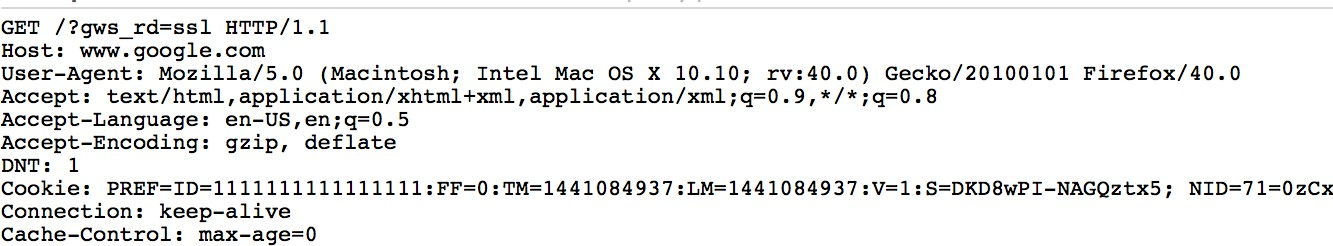 GET /?gws_rd=ssl HTTP/1.1
Host: www.google.com
User-Agent: Mozilla/5.0 (Macintosh; Intel Mac OS X 10.10; rv:40.0) Gecko/20100101 Firefox/40.0
Accept: text/html,application/xhtml+xml,application/xml;q=0.9,*/*;q=0.8
Accept-Language: en-US,en;q=0.5
Accept-Encoding: gzip, deflate
DNT: 1
Cookie: PREF=ID=1111111111111111:FF=0:TM=1441084937:LM=1441084937:V=1:S=DKD8wPI-NAGQztx5; NID=71=0zCx
Connection: keep-alive
Cache-Control: max-age=0